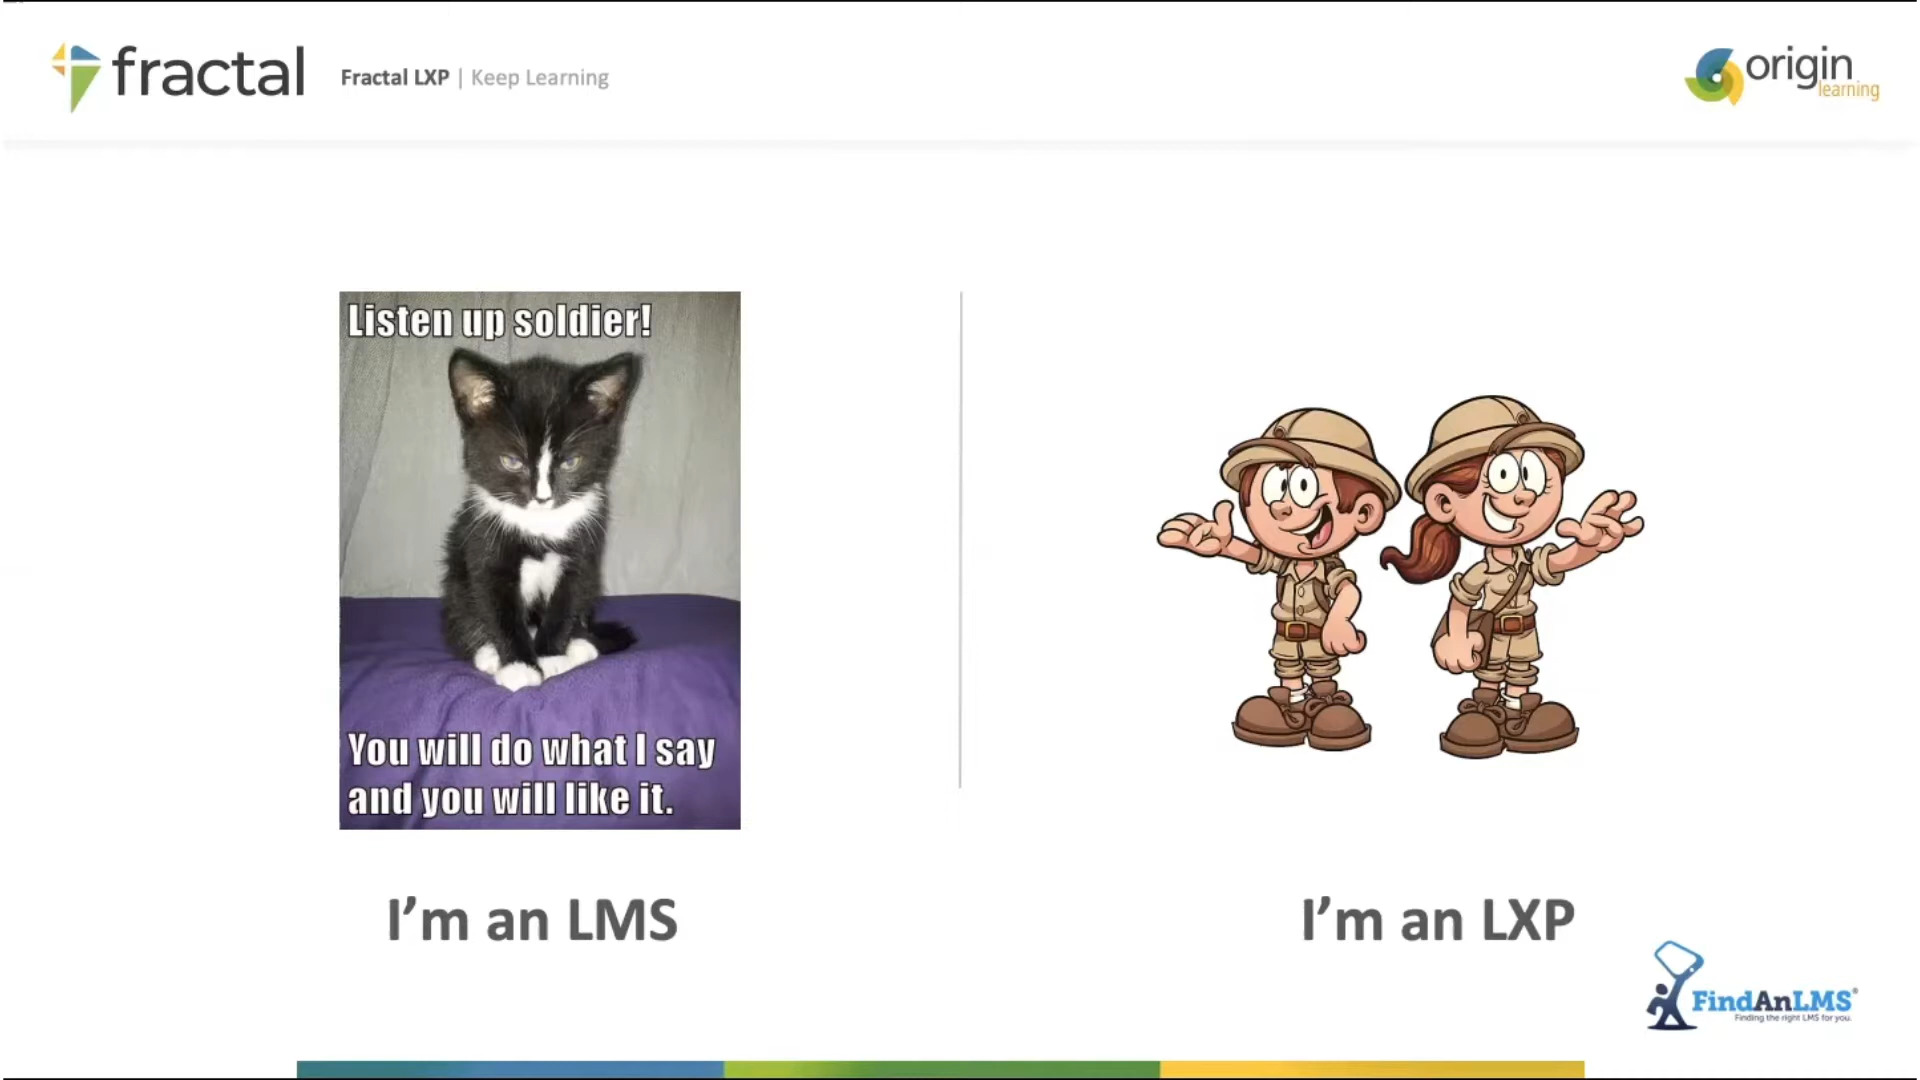 fractal
Fractal LXP | Keep Learning
origin
learning
Listen up soldier!
You will do what I say
and you will like it.
I'm an LMS
I'm an LXP
FindAnLMS®
Finding the right LMS for you.